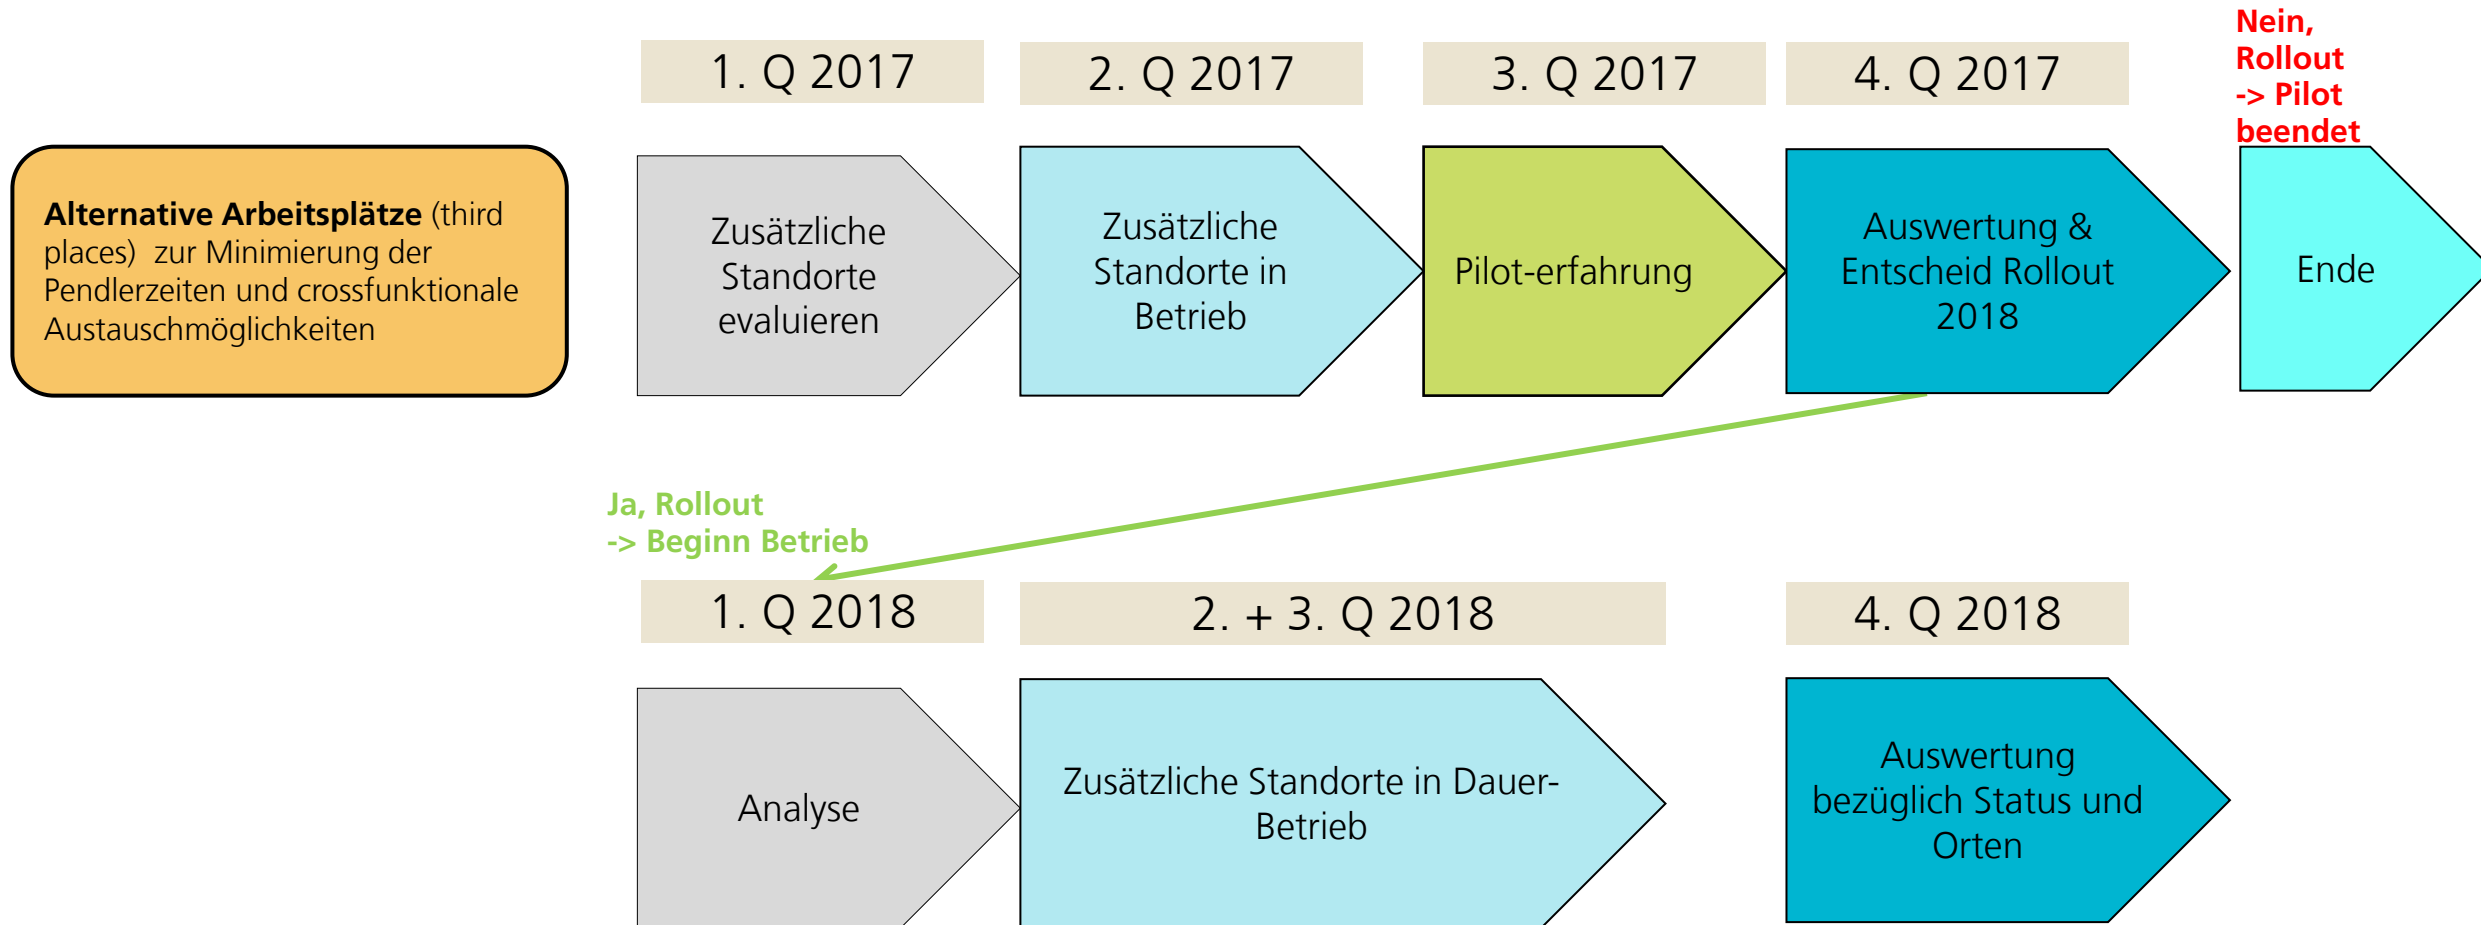 1. Q 2017
2. Q 2017
3. Q 2017
4. Q 2017
Nein,
Rollout
-> Pilot
beendet
Alternative Arbeitsplätze (third
places)  zur Minimierung der
Pendlerzeiten und crossfunktionale
Austauschmöglichkeiten
Zusätzliche
Standorte
evaluieren
Zusätzliche
Standorte in
Betrieb
Pilot-erfahrung
Auswertung &
Entscheid Rollout
2018
Ende
Ja, Rollout
-> Beginn Betrieb
1. Q 2018
2. + 3. Q 2018
4. Q 2018
Analyse
Zusätzliche Standorte in Dauer-
Betrieb
Auswertung
bezüglich Status und
Orten